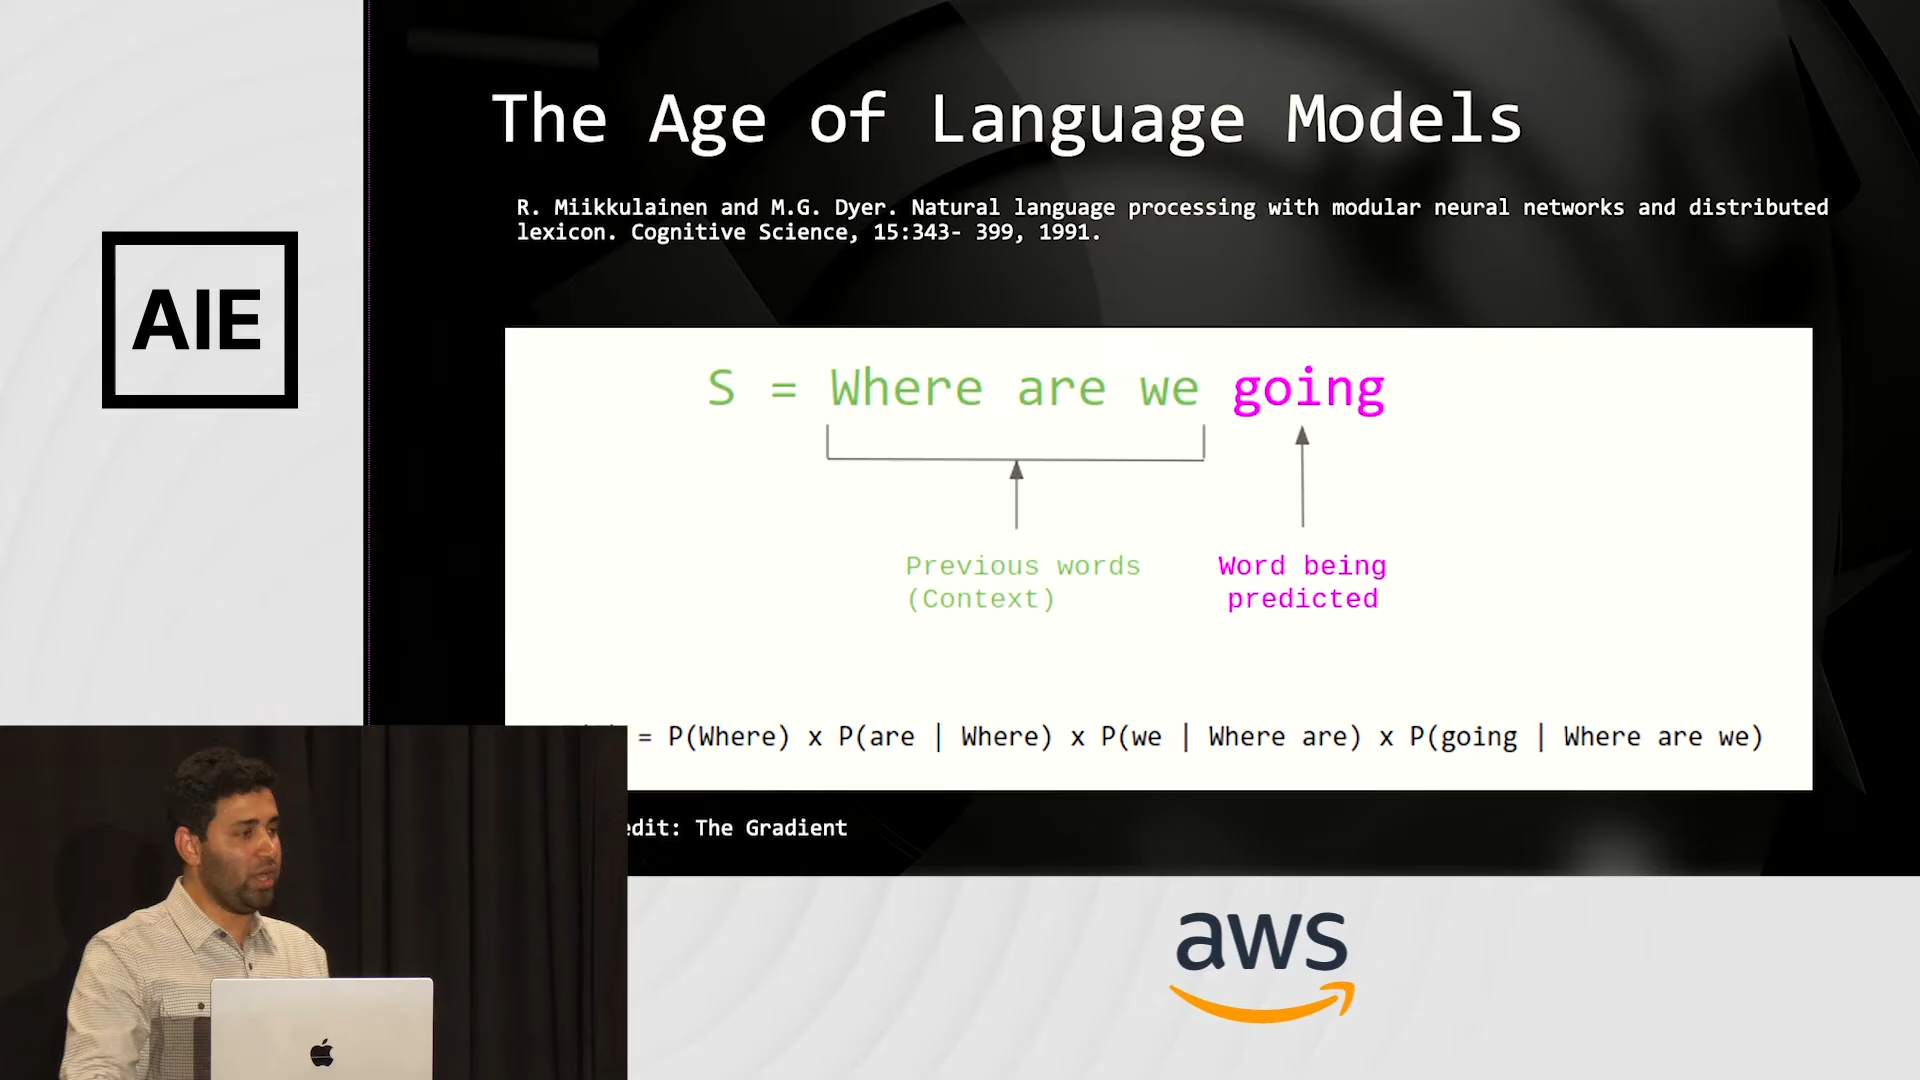 The Age of Language Models
R. Miikkulainen and M.G. Dyer. Natural language processing with modular neural networks and distributed
lexicon. Cognitive Science, 15:343- 399, 1991.
AIE
S = Where are we going
Previous words
(Context)
Word being
predicted
= P(Where) x P(are | Where) x P(we | Where are) x P(going | Where are we)
edit: The Gradient
aws